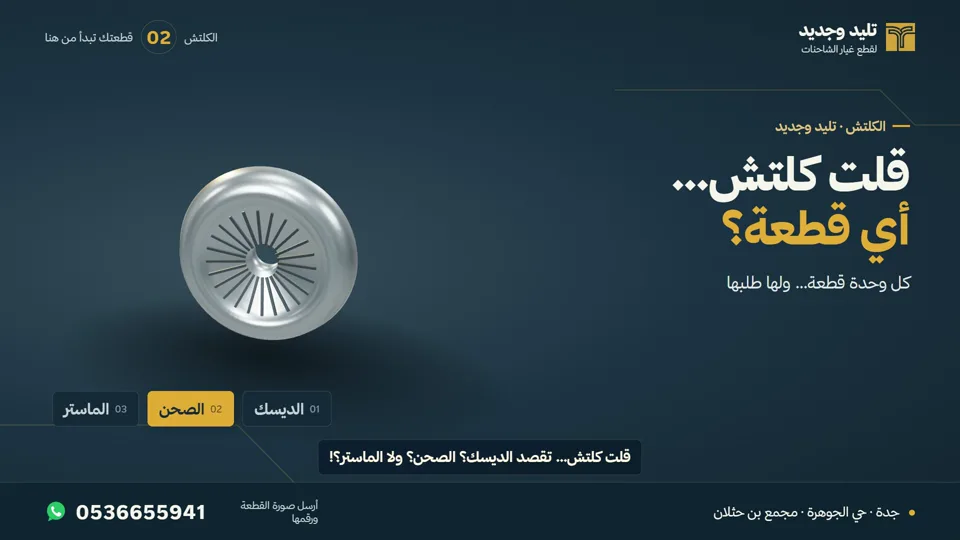 تليد وجديد
لقطع غيار الشاحنات
الكلتش 02 قطعتك تبدأ من هنا
الكلتش · تليد وجديد
قلت كلتش...
أي قطعة؟
كل وحدة قطعة... ولها طلبها
01 الديسك
02 الصحن
03 الماستر
قلت كلتش... تقصد الديسك؟ الصحن؟ ولا الماستر؟!
جدة · حي الجوهرة · مجمع بن حثلان
أرسل صورة القطعة
ورقمها
0536655941